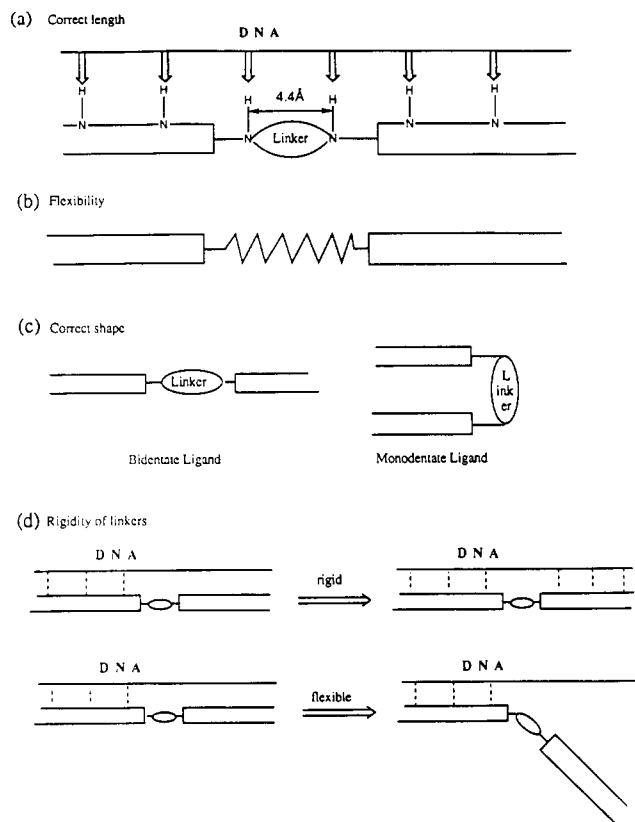 (a) Correct length
D N A
H H H H H H
4.4Å
N N N Linker N N N
(b) Flexibility
(c) Correct shape
Linker
L
ink
er
Bidentate Ligand
Monodentate Ligand
(d) Rigidity of linkers
D N A
D N A
rigid
D N A
D N A
flexible